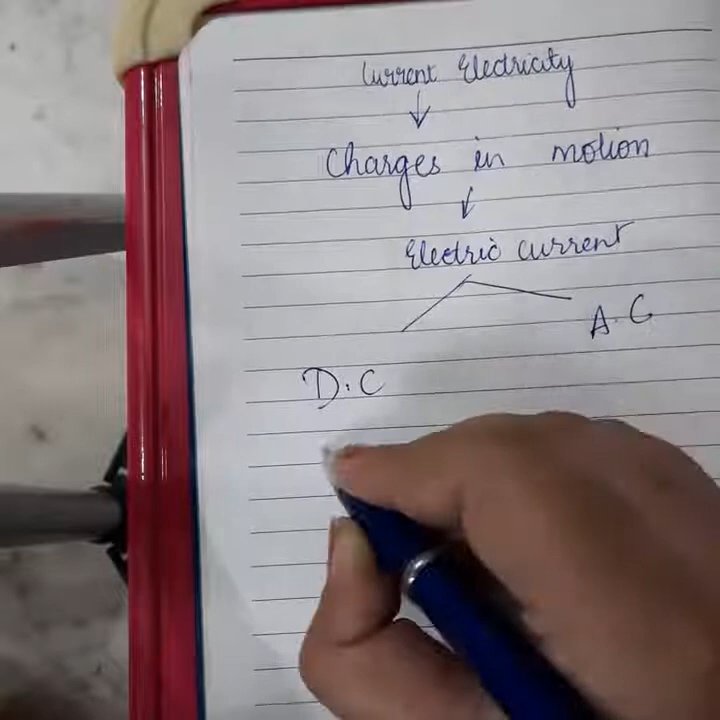 Current Electricity
Charges in motion
Electric current
A.C
D.C